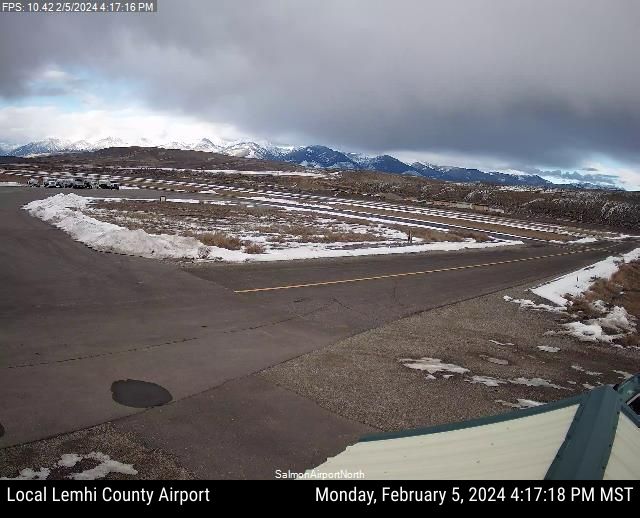 FPS: 10.42 2/5/2024 4:17:16 PM
SalmonAirportNorth
Local Lemhi County Airport Monday, February 5, 2024 4:17:18 PM MST